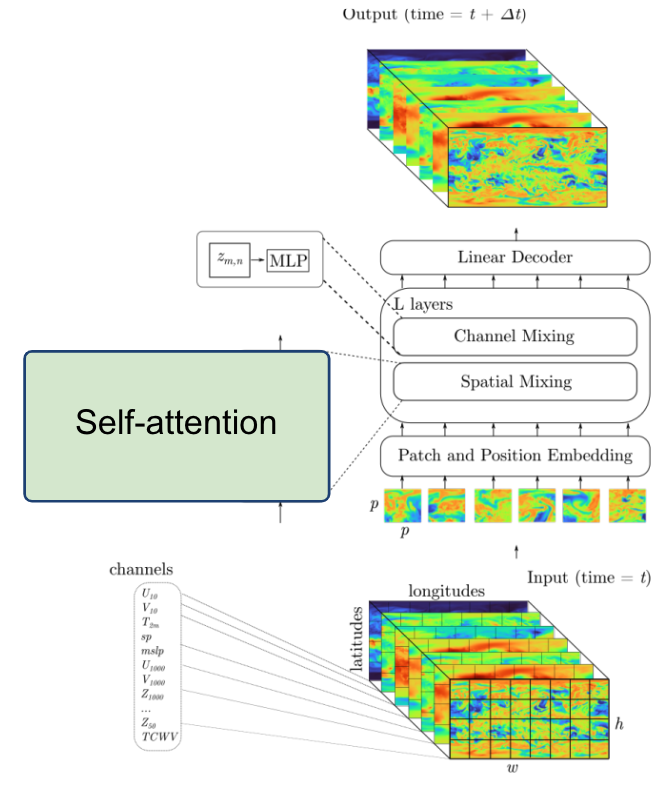 Output (time = t + Δt)
z_{m,n}
MLP
Linear Decoder
L layers
Channel Mixing
Spatial Mixing
Self-attention
Patch and Position Embedding
p
p
channels
Input (time = t)
longitudes
latitudes
U_{10}
V_{10}
T_{2m}
sp
mslp
U_{1000}
V_{1000}
Z_{1000}
...
Z_{50}
TCWV
h
w